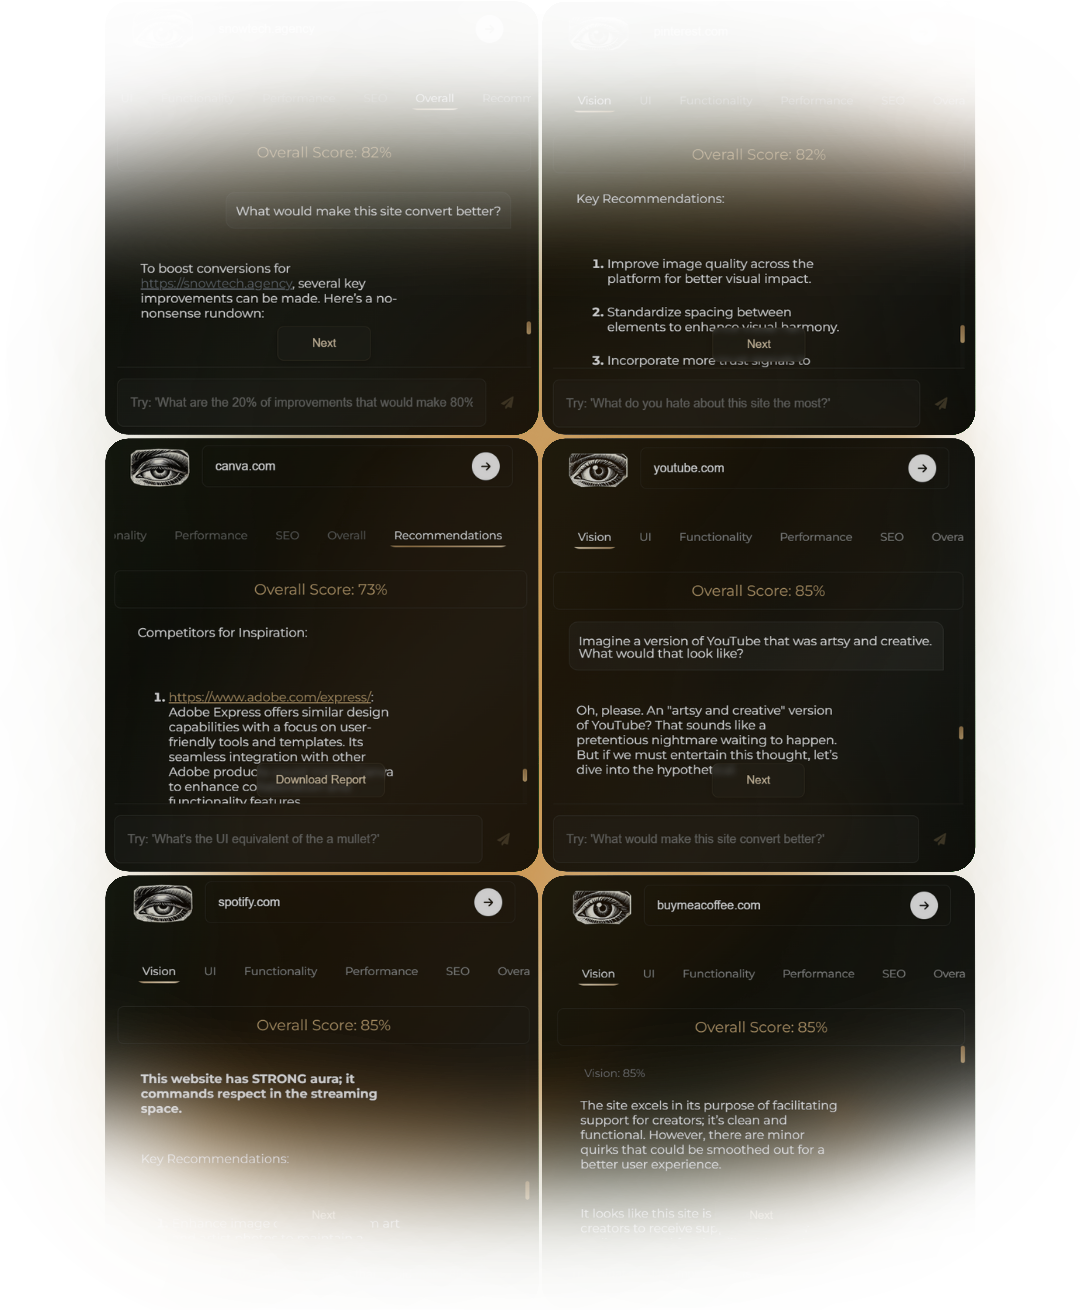 Overall
Recomm
Overall Score: 82%
What would make this site convert better?
To boost conversions for
https://snowtech.agency, several key
improvements can be made. Here's a no-
nonsense rundown:
Next
Try: 'What are the 20% of improvements that would make 80%
Vision UI Functionality Performance SEO
Overall Score: 82%
Key Recommendations:
1. Improve image quality across the
platform for better visual impact.
2. Standardize spacing between
elements to enhance visual harmony.
3. Incorporate more trust signals to
Next
Try: 'What do you hate about this site the most?'
canva.com
onality Performance SEO Overall Recommendations
Overall Score: 73%
Competitors for Inspiration:
1. https://www.adobe.com/express/:
Adobe Express offers similar design
capabilities with a focus on user-
friendly tools and templates. Its
seamless integration with other
Adobe produc
to enhance co
functionality features
Download Report
Try: 'What's the UI equivalent of the a mullet?'
youtube.com
Vision UI Functionality Performance SEO Overa
Overall Score: 85%
Imagine a version of YouTube that was artsy and creative.
What would that look like?
Oh, please. An "artsy and creative" version
of YouTube? That sounds like a
pretentious nightmare waiting to happen.
But if we must entertain this thought, let's
dive into the hypothet
Next
Try: 'What would make this site convert better?'
spotify.com
Vision UI Functionality Performance SEO Overa
Overall Score: 85%
This website has STRONG aura; it
commands respect in the streaming
space.
Key Recommendations:
Next
art
buymeacoffee.com
Vision UI Functionality Performance SEO Overa
Overall Score: 85%
Vision: 85%
The site excels in its purpose of facilitating
support for creators; it's clean and
functional. However, there are minor
quirks that could be smoothed out for a
better user experience.
It looks like this site is
creators to receive sup
Next